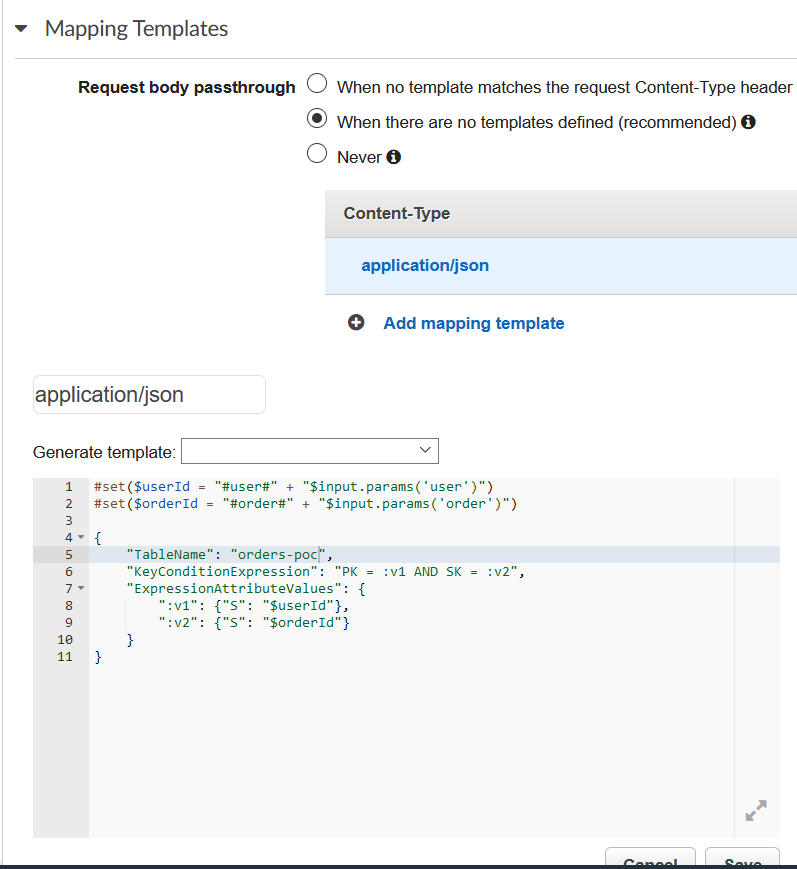 Mapping Templates
Request body passthrough
When no template matches the request Content-Type header
When there are no templates defined (recommended)
Never
Content-Type
application/json
Add mapping template
application/json
Generate template:
1 #set($userId = "#user#" + "$input.params('user')")
2 #set($orderId = "#order#" + "$input.params('order')")
3
4 {
5 "TableName": "orders-poc",
6 "KeyConditionExpression": "PK = :v1 AND SK = :v2",
7 "ExpressionAttributeValues": {
8 ":v1": {"S": "$userId"},
9 ":v2": {"S": "$orderId"}
10 }
11 }
Cancel Save